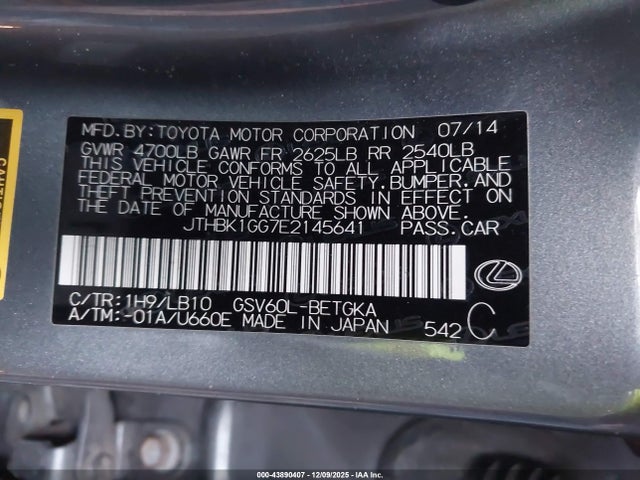 MFD.BY:TOYOTA MOTOR CORPORATION 07/14
GVWR 4700LB GAWR FR 2625LB RR 2540LB
THIS VEHICLE CONFORMS TO ALL APPLICABLE
FEDERAL MOTOR VEHICLE SAFETY,BUMPER,AND
THEFT PREVENTION STANDARDS IN EFFECT ON
THE DATE OF MANUFACTURE SHOWN ABOVE.
JTHBK1GG7E2145641 PASS.CAR
C/TR:1H9/LB10 GSV60L-BETGKA
A/TM:-01A/U660E MADE IN JAPAN 542 C
000-43890407 - 12/09/2025 - IAA Inc.